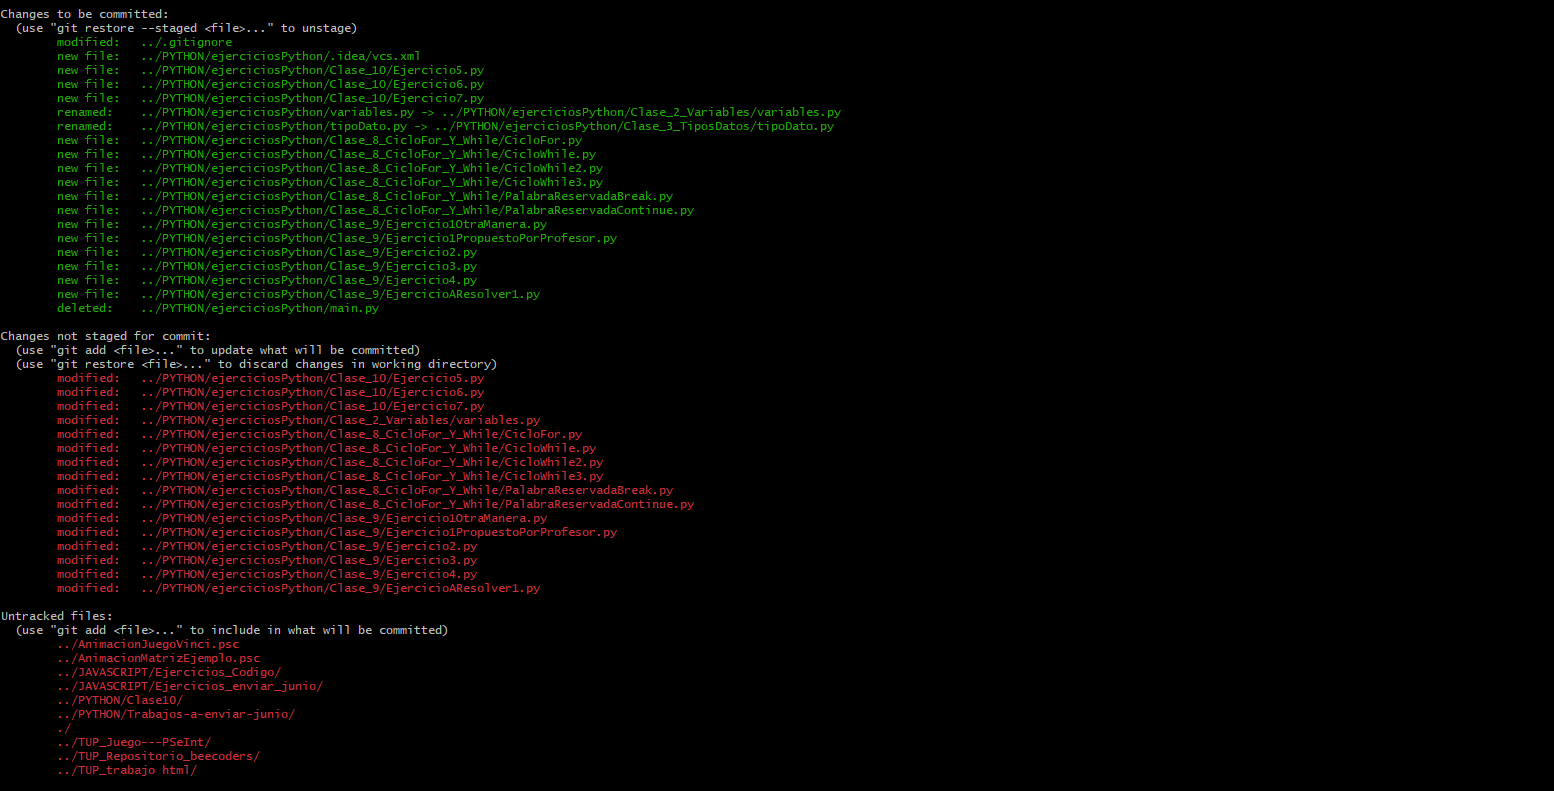 Changes to be committed:
  (use "git restore --staged <file>..." to unstage)
        modified:   ../.gitignore
        new file:   ../PYTHON/ejerciciosPython/.idea/vcs.xml
        new file:   ../PYTHON/ejerciciosPython/Clase_10/Ejercicio5.py
        new file:   ../PYTHON/ejerciciosPython/Clase_10/Ejercicio6.py
        new file:   ../PYTHON/ejerciciosPython/Clase_10/Ejercicio7.py
        renamed:    ../PYTHON/ejerciciosPython/variables.py -> ../PYTHON/ejerciciosPython/Clase_2_Variables/variables.py
        renamed:    ../PYTHON/ejerciciosPython/tipoDato.py -> ../PYTHON/ejerciciosPython/Clase_3_TiposDatos/tipoDato.py
        new file:   ../PYTHON/ejerciciosPython/Clase_8_CicloFor_Y_While/CicloFor.py
        new file:   ../PYTHON/ejerciciosPython/Clase_8_CicloFor_Y_While/CicloWhile.py
        new file:   ../PYTHON/ejerciciosPython/Clase_8_CicloFor_Y_While/CicloWhile2.py
        new file:   ../PYTHON/ejerciciosPython/Clase_8_CicloFor_Y_While/CicloWhile3.py
        new file:   ../PYTHON/ejerciciosPython/Clase_8_CicloFor_Y_While/PalabraReservadaBreak.py
        new file:   ../PYTHON/ejerciciosPython/Clase_8_CicloFor_Y_While/PalabraReservadaContinue.py
        new file:   ../PYTHON/ejerciciosPython/Clase_9/Ejercicio1OtraManera.py
        new file:   ../PYTHON/ejerciciosPython/Clase_9/Ejercicio1PropuestoPorProfesor.py
        new file:   ../PYTHON/ejerciciosPython/Clase_9/Ejercicio2.py
        new file:   ../PYTHON/ejerciciosPython/Clase_9/Ejercicio3.py
        new file:   ../PYTHON/ejerciciosPython/Clase_9/Ejercicio4.py
        new file:   ../PYTHON/ejerciciosPython/Clase_9/EjercicioAResolver1.py
        deleted:    ../PYTHON/ejerciciosPython/main.py

Changes not staged for commit:
  (use "git add <file>..." to update what will be committed)
  (use "git restore <file>..." to discard changes in working directory)
        modified:   ../PYTHON/ejerciciosPython/Clase_10/Ejercicio5.py
        modified:   ../PYTHON/ejerciciosPython/Clase_10/Ejercicio6.py
        modified:   ../PYTHON/ejerciciosPython/Clase_10/Ejercicio7.py
        modified:   ../PYTHON/ejerciciosPython/Clase_2_Variables/variables.py
        modified:   ../PYTHON/ejerciciosPython/Clase_8_CicloFor_Y_While/CicloFor.py
        modified:   ../PYTHON/ejerciciosPython/Clase_8_CicloFor_Y_While/CicloWhile.py
        modified:   ../PYTHON/ejerciciosPython/Clase_8_CicloFor_Y_While/CicloWhile2.py
        modified:   ../PYTHON/ejerciciosPython/Clase_8_CicloFor_Y_While/CicloWhile3.py
        modified:   ../PYTHON/ejerciciosPython/Clase_8_CicloFor_Y_While/PalabraReservadaBreak.py
        modified:   ../PYTHON/ejerciciosPython/Clase_8_CicloFor_Y_While/PalabraReservadaContinue.py
        modified:   ../PYTHON/ejerciciosPython/Clase_9/Ejercicio1OtraManera.py
        modified:   ../PYTHON/ejerciciosPython/Clase_9/Ejercicio1PropuestoPorProfesor.py
        modified:   ../PYTHON/ejerciciosPython/Clase_9/Ejercicio2.py
        modified:   ../PYTHON/ejerciciosPython/Clase_9/Ejercicio3.py
        modified:   ../PYTHON/ejerciciosPython/Clase_9/Ejercicio4.py
        modified:   ../PYTHON/ejerciciosPython/Clase_9/EjercicioAResolver1.py

Untracked files:
  (use "git add <file>..." to include in what will be committed)
        ../AnimacionJuegoVinci.psc
        ../AnimacionMatrizEjemplo.psc
        ../JAVASCRIPT/Ejercicios_Codigo/
        ../JAVASCRIPT/Ejercicios_enviar_junio/
        ../PYTHON/Clase10/
        ../PYTHON/Trabajos-a-enviar-junio/
        ./
        ../TUP_Juego---PSeInt/
        ../TUP_Repositorio_beecoders/
        ../TUP_trabajo html/